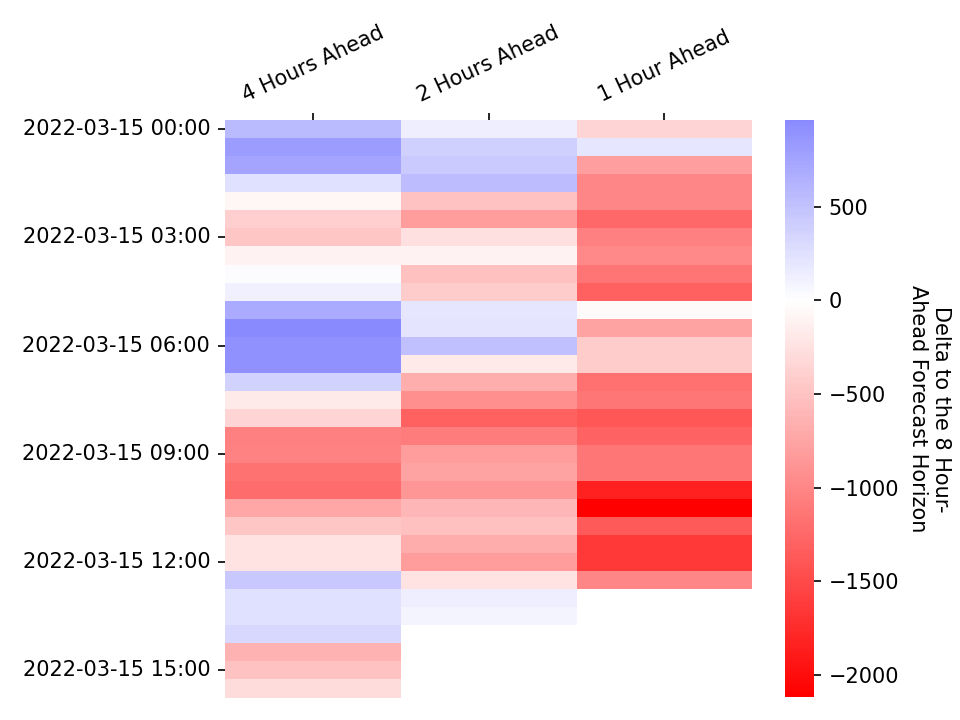 4 Hours Ahead
2 Hours Ahead
1 Hour Ahead
2022-03-15 00:00
2022-03-15 03:00
2022-03-15 06:00
2022-03-15 09:00
2022-03-15 12:00
2022-03-15 15:00
500
0
−500
−1000
−1500
−2000
Delta to the 8 Hour-
Ahead Forecast Horizon